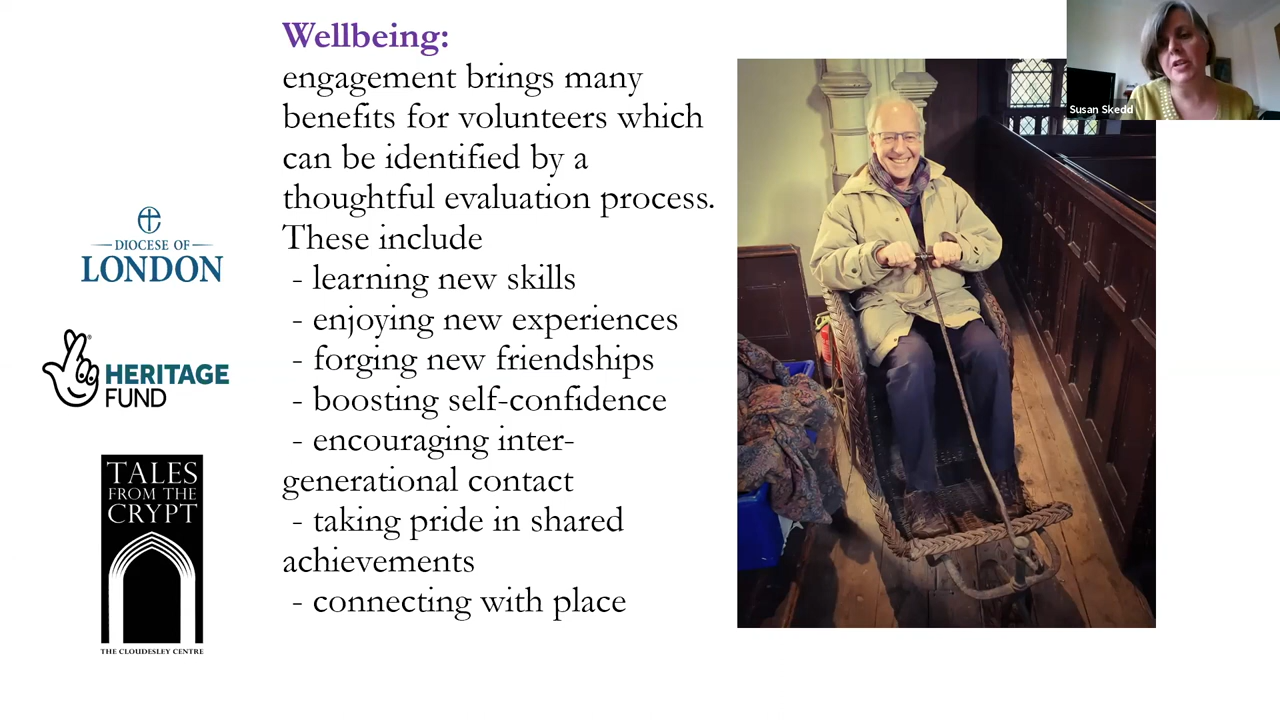 Wellbeing:
engagement brings many
benefits for volunteers which
can be identified by a
thoughtful evaluation process.
These include
- learning new skills
- enjoying new experiences
- forging new friendships
- boosting self-confidence
- encouraging inter-
generational contact
- taking pride in shared
achievements
- connecting with place
DIOCESE OF
LONDON
HERITAGE
FUND
TALES
FROM THE
CRYPT
THE CLOUDESLEY CENTRE
Susan Skedd